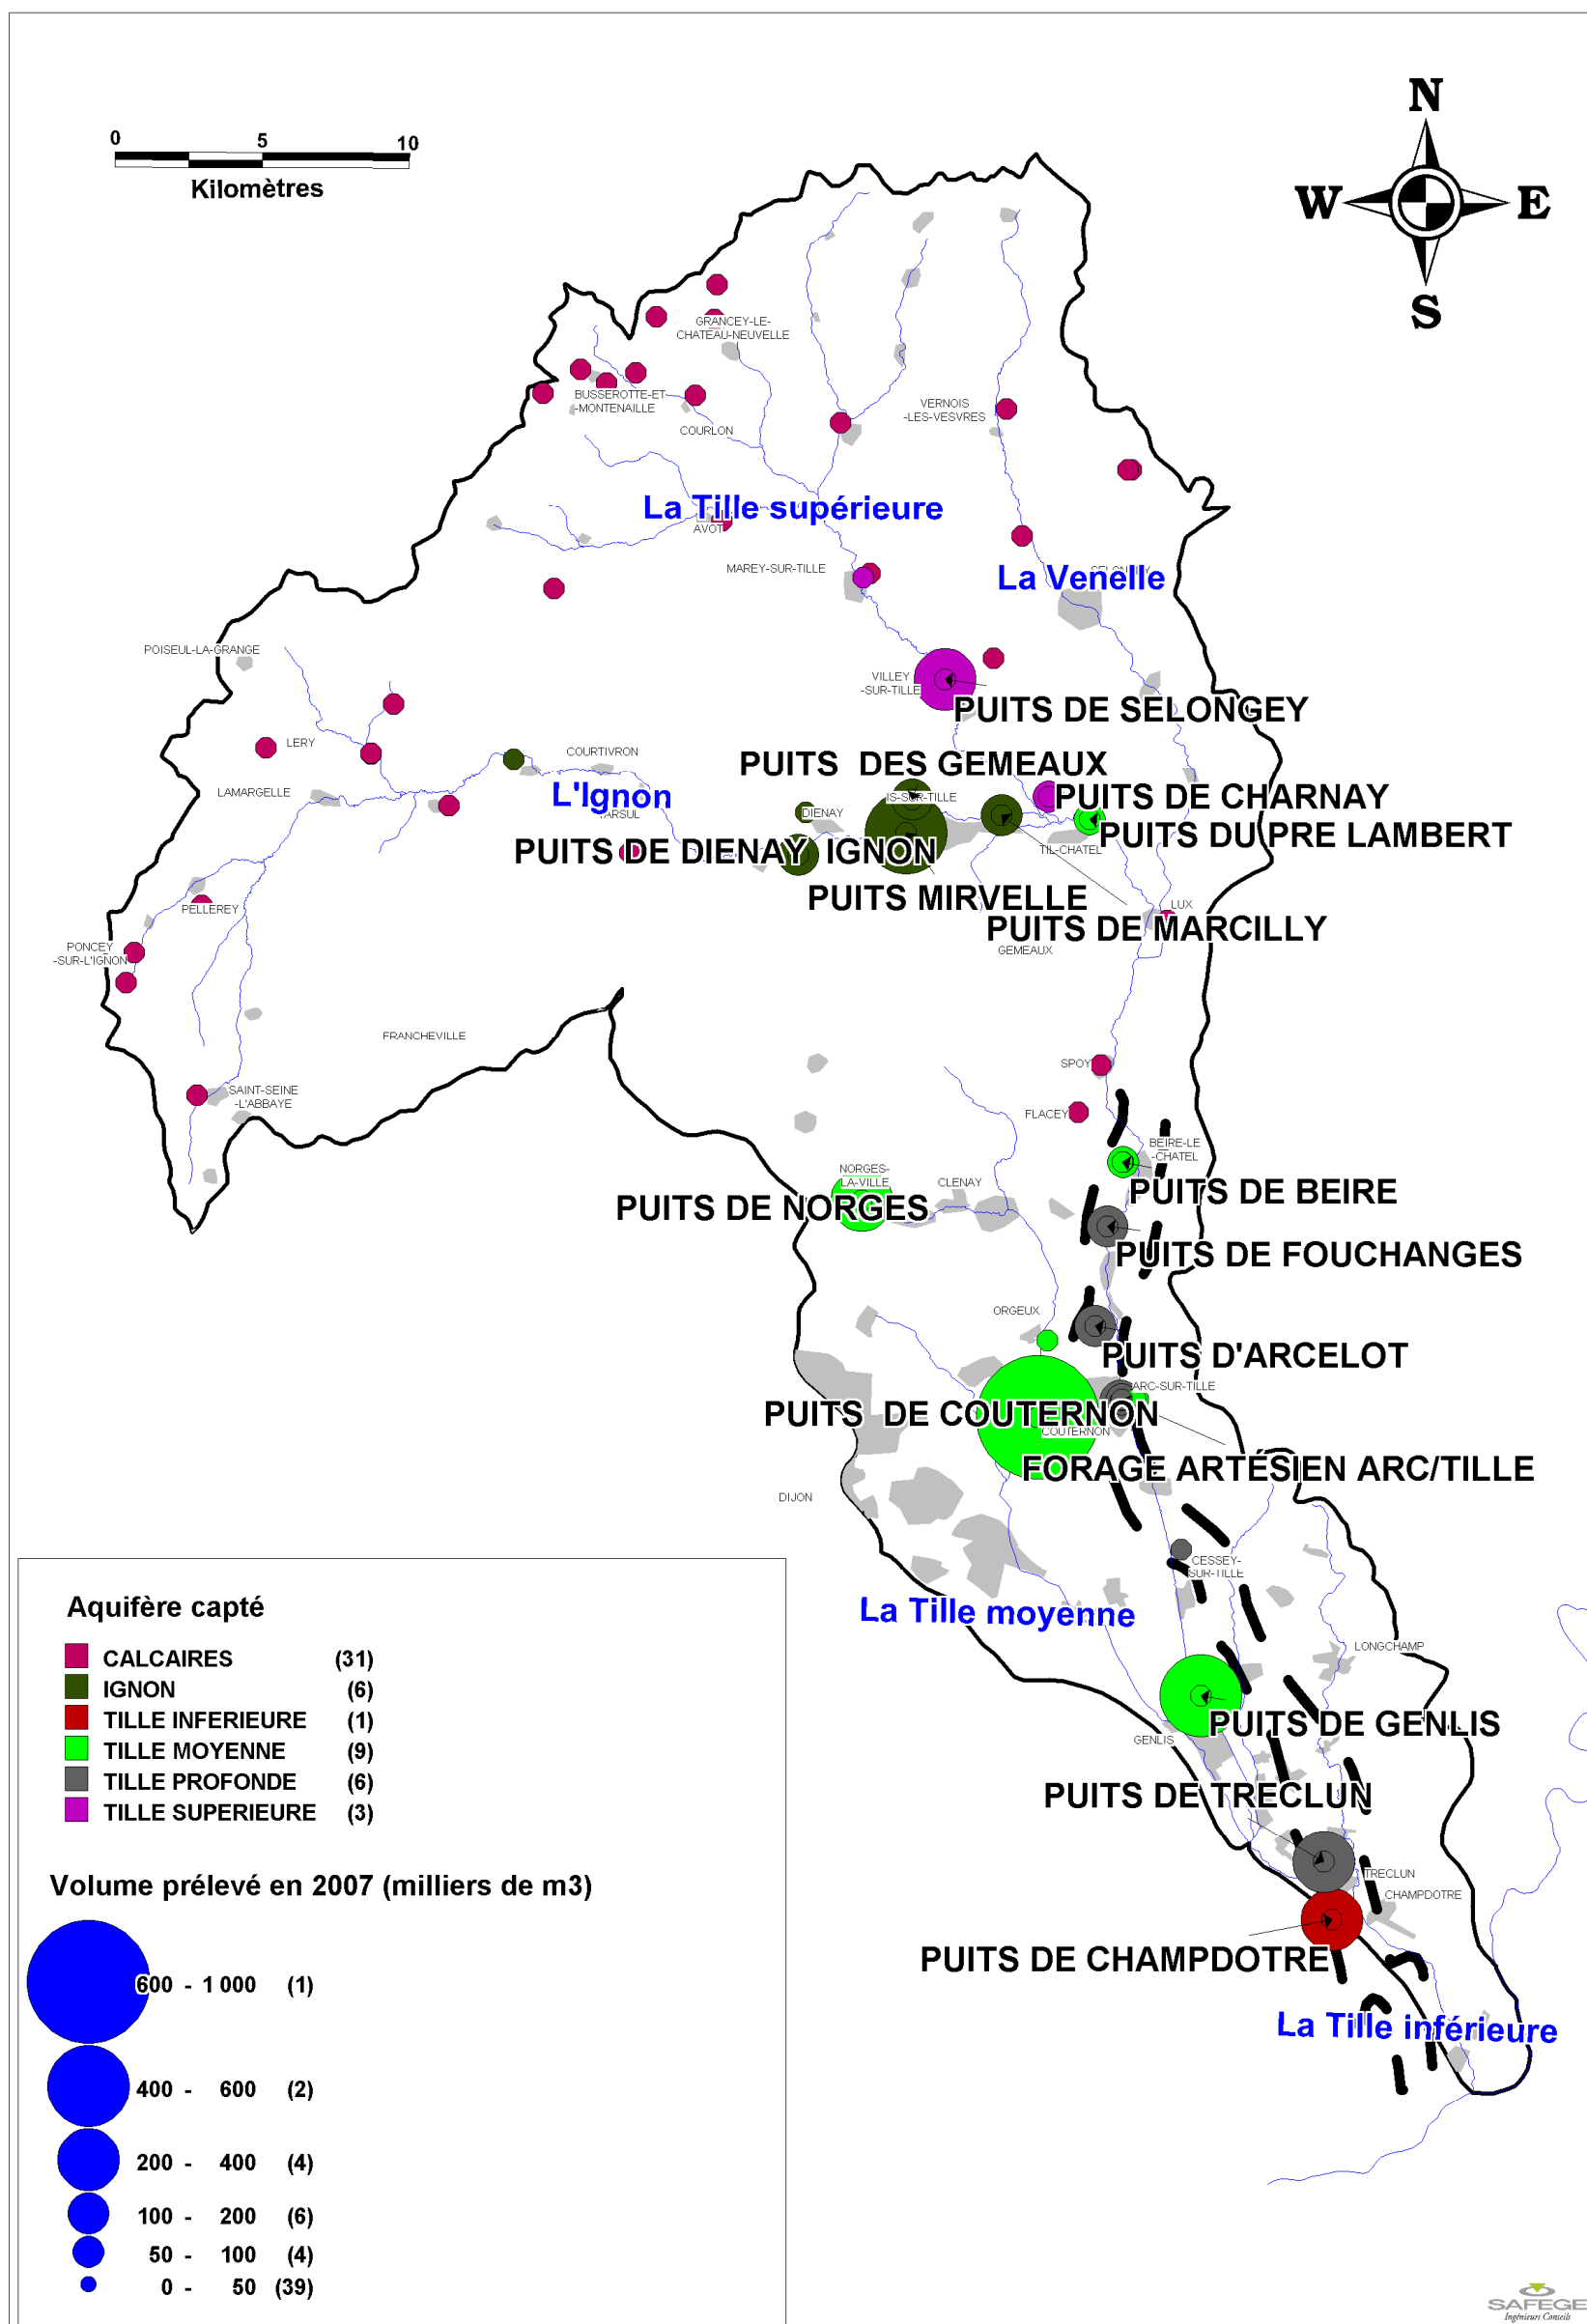 N
0 5 10
Kilomètres
W E
S
GRANCEY-LE-
CHATEAU-NEUVELLE
BUSSEROTTE-ET
-MONTENAILLE
VERNOIS
-LES-VESVRES
COURLON
La Tille supérieure
AVOT
MAREY-SUR-TILLE
La Venelle
POISEUL-LA-GRANGE
VILLEY
-SUR-TILLE
PUITS DE SELONGEY
LERY
COURTIVRON
PUITS DES GEMEAUX
LAMARGELLE
L'Ignon
IS-SUR-TILLE
PUITS DE CHARNAY
DIENAY
PUITS DU PRE LAMBERT
TIL-CHATEL
PUITS DE DIENAY IGNON
PUITS MIRVELLE
LUX
PELLEREY
PUITS DE MARCILLY
PONCEY
-SUR-L'IGNON
GEMEAUX
FRANCHEVILLE
SPOY
SAINT-SEINE
-L'ABBAYE
FLACEY
BEIRE-LE
-CHATEL
NORGES-
LA-VILLE
CLENAY
PUITS DE BEIRE
PUITS DE NORGES
PUITS DE FOUCHANGES
ORGEUX
PUITS D'ARCELOT
ARC-SUR-TILLE
PUITS DE COUTERNON
COUTERNON
FORAGE ARTÉSIEN ARC/TILLE
DIJON
CESSEY-
SUR-TILLE
La Tille moyenne
LONGCHAMP
PUITS DE GENLIS
GENLIS
PUITS DE TRECLUN
TRECLUN
CHAMPDOTRE
PUITS DE CHAMPDOTRE
La Tille inférieure
Aquifère capté
CALCAIRES (31)
IGNON (6)
TILLE INFERIEURE (1)
TILLE MOYENNE (9)
TILLE PROFONDE (6)
TILLE SUPERIEURE (3)
Volume prélevé en 2007 (milliers de m3)
600 - 1 000 (1)
400 - 600 (2)
200 - 400 (4)
100 - 200 (6)
50 - 100 (4)
0 - 50 (39)
SAFEGE
Ingénieurs Conseils